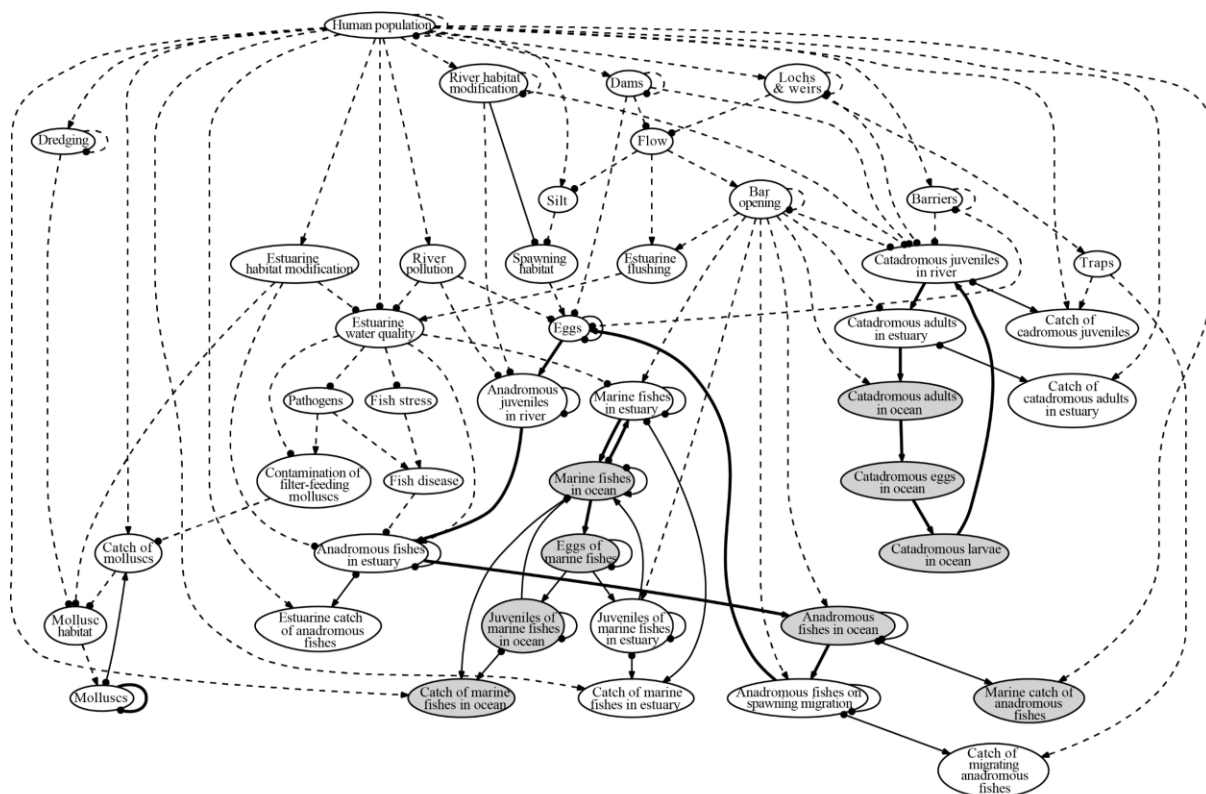 Human population
River habitat
modification
Dams
Lochs
& weirs
Dredging
Flow
Silt
Bar
opening
Barriers
Estuarine
habitat modification
River
pollution
Spawning
habitat
Estuarine
flushing
Catadromous juveniles
in river
Traps
Estuarine
water quality
Eggs
Catadromous adults
in estuary
Catch of
cadromous juveniles
Pathogens
Fish stress
Anadromous
juveniles
in river
Marine fishes
in estuary
Catadromous adults
in ocean
Catch of
catadromous adults
in estuary
Contamination of
filter-feeding
molluscs
Fish disease
Marine fishes
in ocean
Catadromous eggs
in ocean
Catch of
molluscs
Anadromous fishes
in estuary
Eggs of
marine fishes
Catadromous larvae
in ocean
Mollusc
habitat
Estuarine catch
of anadromous
fishes
Juveniles of
marine fishes in
ocean
Juveniles of
marine fishes in
estuary
Anadromous
fishes in ocean
Molluscs
Catch of marine
fishes in ocean
Catch of marine
fishes in estuary
Anadromous fishes on
spawning migration
Marine catch of
anadromous
fishes
Catch of
migrating
anadromous
fishes